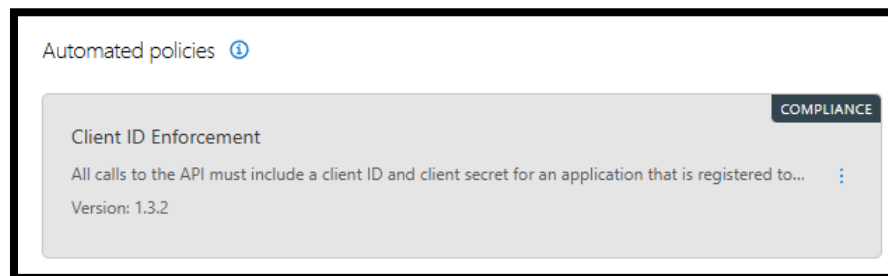 Automated policies
COMPLIANCE
Client ID Enforcement
All calls to the API must include a client ID and client secret for an application that is registered to...
Version: 1.3.2